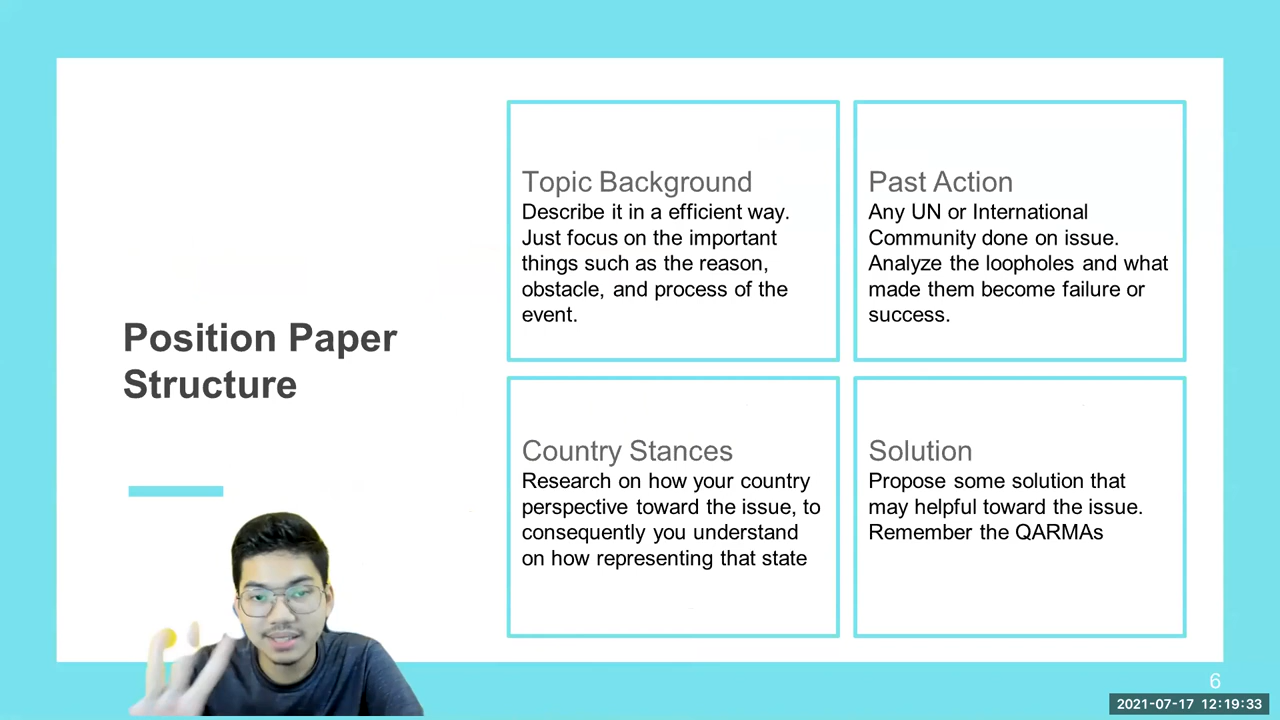 Position Paper
Structure
Topic Background
Describe it in a efficient way.
Just focus on the important
things such as the reason,
obstacle, and process of the
event.
Past Action
Any UN or International
Community done on issue.
Analyze the loopholes and what
made them become failure or
success.
Country Stances
Research on how your country
perspective toward the issue, to
consequently you understand
on how representing that state
Solution
Propose some solution that
may helpful toward the issue.
Remember the QARMAs
6
2021-07-17 12:19:33